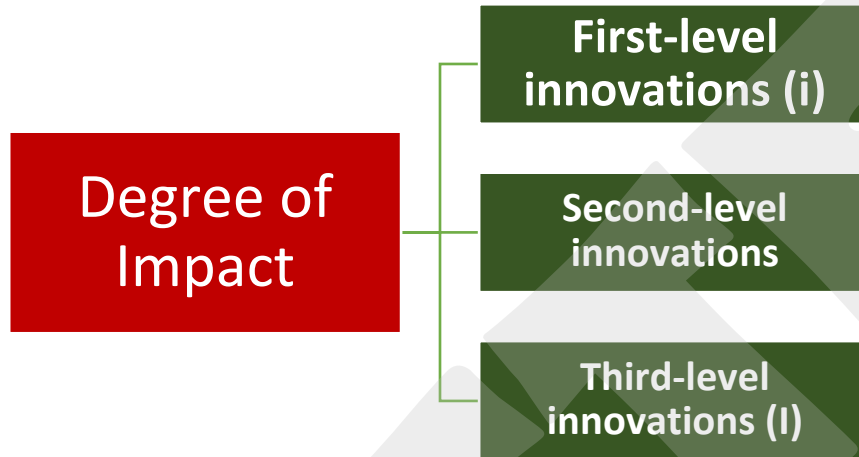 Degree of
Impact
First-level
innovations (i)
Second-level
innovations
Third-level
innovations (I)